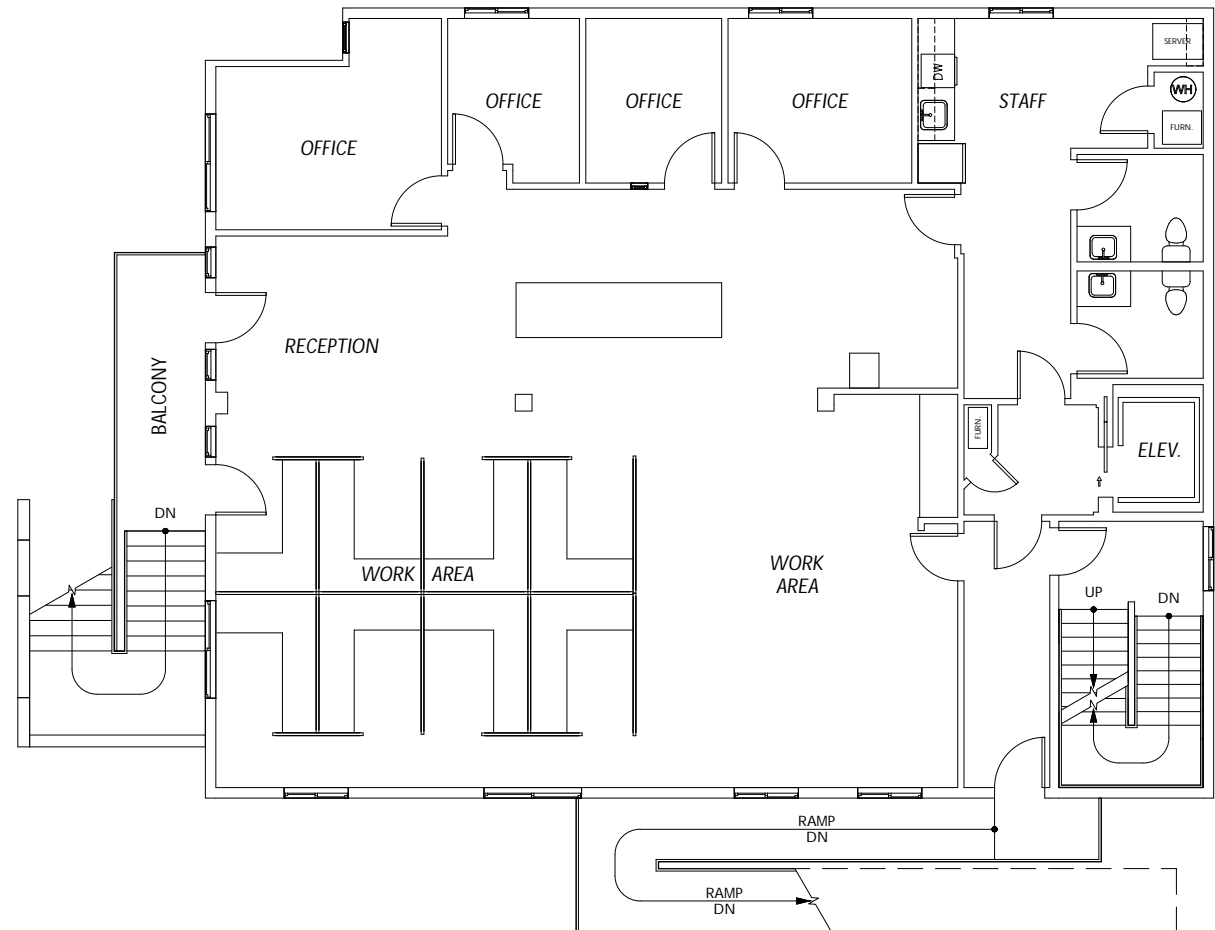 SERVER
DW
OFFICE
OFFICE
OFFICE
STAFF
WH
FURN.
OFFICE
RECEPTION
BALCONY
FURN.
ELEV.
DN
WORK AREA
WORK
AREA
UP
DN
RAMP
DN
RAMP
DN